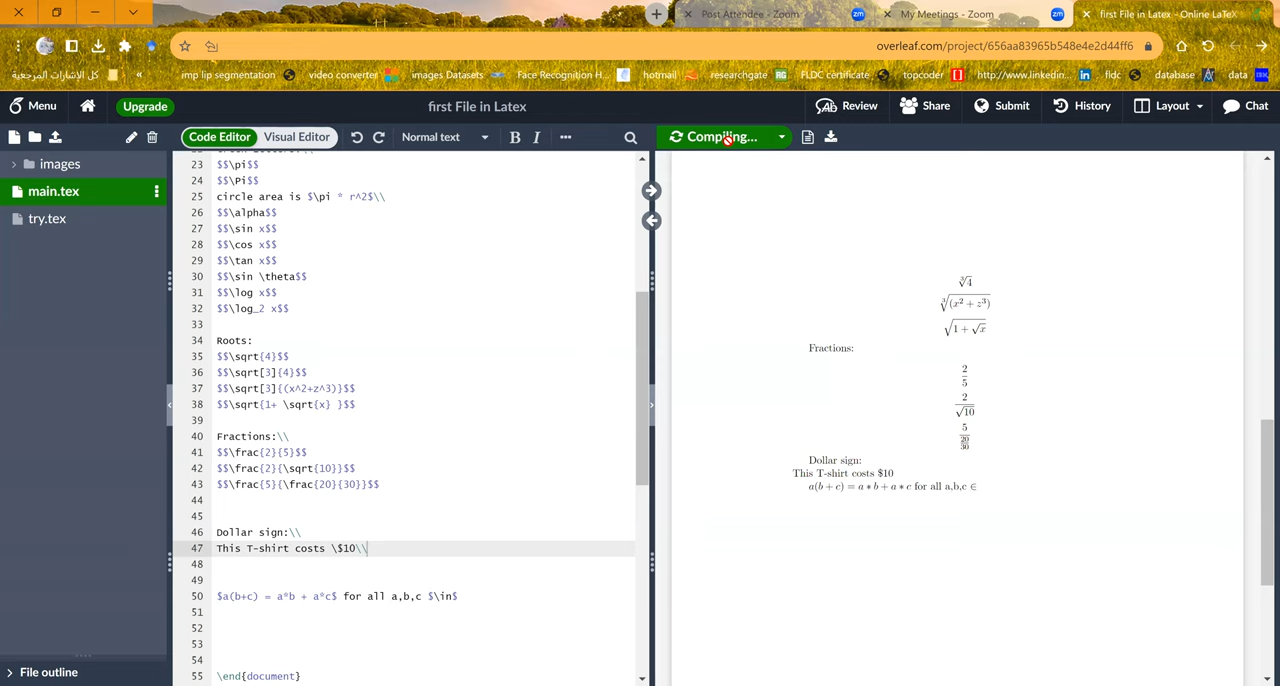 Post Attendee - Zoom
My Meetings - Zoom
first File in Latex - Online LaTeX
overleaf.com/project/656aa83965b548e4e2d44ff6
كل الإشارات المرجعية
«
imp lip segmentation
video converter
images Datasets
Face Recognition H...
hotmail
researchgate
FLDC certificate
topcoder
http://www.linkedin...
fldc
database
data
Menu
Upgrade
first File in Latex
Review
Share
Submit
History
Layout
Chat
Code Editor
Visual Editor
Normal text
B
I
Compiling...
images
main.tex
try.tex
File outline
23 $$\pi$$
24 $$\Pi$$
25 circle area is $\pi * r^2$\\
26 $$\alpha$$
27 $$\sin x$$
28 $$\cos x$$
29 $$\tan x$$
30 $$\sin \theta$$
31 $$\log x$$
32 $$\log_2 x$$
33
34 Roots:
35 $$\sqrt{4}$$
36 $$\sqrt[3]{4}$$
37 $$\sqrt[3]{(x^2+z^3)}$$
38 $$\sqrt{1+ \sqrt{x} }$$
39
40 Fractions:\\
41 $$\frac{2}{5}$$
42 $$\frac{2}{\sqrt{10}}$$
43 $$\frac{5}{\frac{20}{30}}$$
44
45
46 Dollar sign:\\
47 This T-shirt costs \$10\\
48
49
50 $a(b+c) = a*b + a*c$ for all a,b,c $\in$
51
52
53
54
55 \end{document}
∛4
∛(x² + z³)
√1 + √x
Fractions:
2
5
2
√10
5
20
30
Dollar sign:
This T-shirt costs $10
a(b + c) = a ∗ b + a ∗ c for all a,b,c ∈